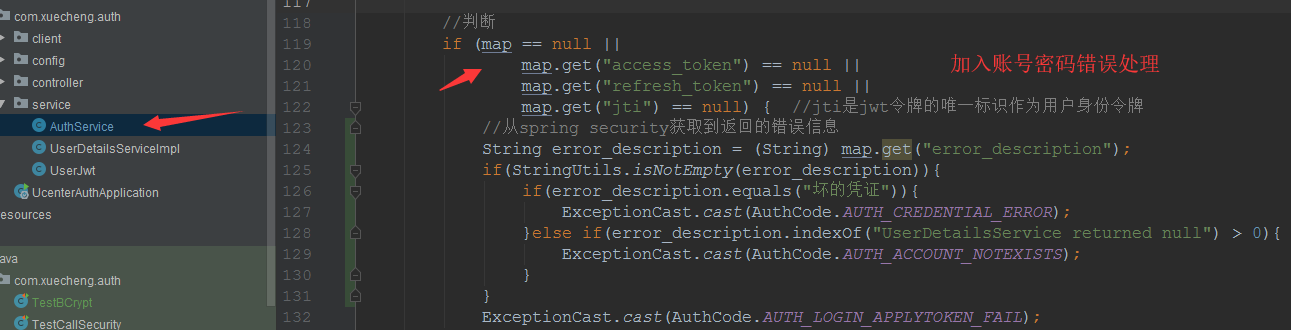 117
com.xuecheng.auth
client
config
controller
service
AuthService
UserDetailsServiceImpl
UserJwt
UcenterAuthApplication
esources
ava
com.xuecheng.auth
TestBCrypt
TestCallSecurity
118 //判断
119 if (map == null ||
120 map.get("access_token") == null ||
加入账号密码错误处理
121 map.get("refresh_token") == null ||
122 map.get("jti") == null) { //jti是jwt令牌的唯一标识作为用户身份令牌
123 //从spring security获取到返回的错误信息
124 String error_description = (String) map.get("error_description");
125 if(StringUtils.isNotEmpty(error_description)){
126 if(error_description.equals("坏的凭证")){
127 ExceptionCast.cast(AuthCode.AUTH_CREDENTIAL_ERROR);
128 }else if(error_description.indexOf("UserDetailsService returned null") > 0){
129 ExceptionCast.cast(AuthCode.AUTH_ACCOUNT_NOTEXISTS);
130 }
131 }
132 ExceptionCast.cast(AuthCode.AUTH_LOGIN_APPLYTOKEN_FAIL);